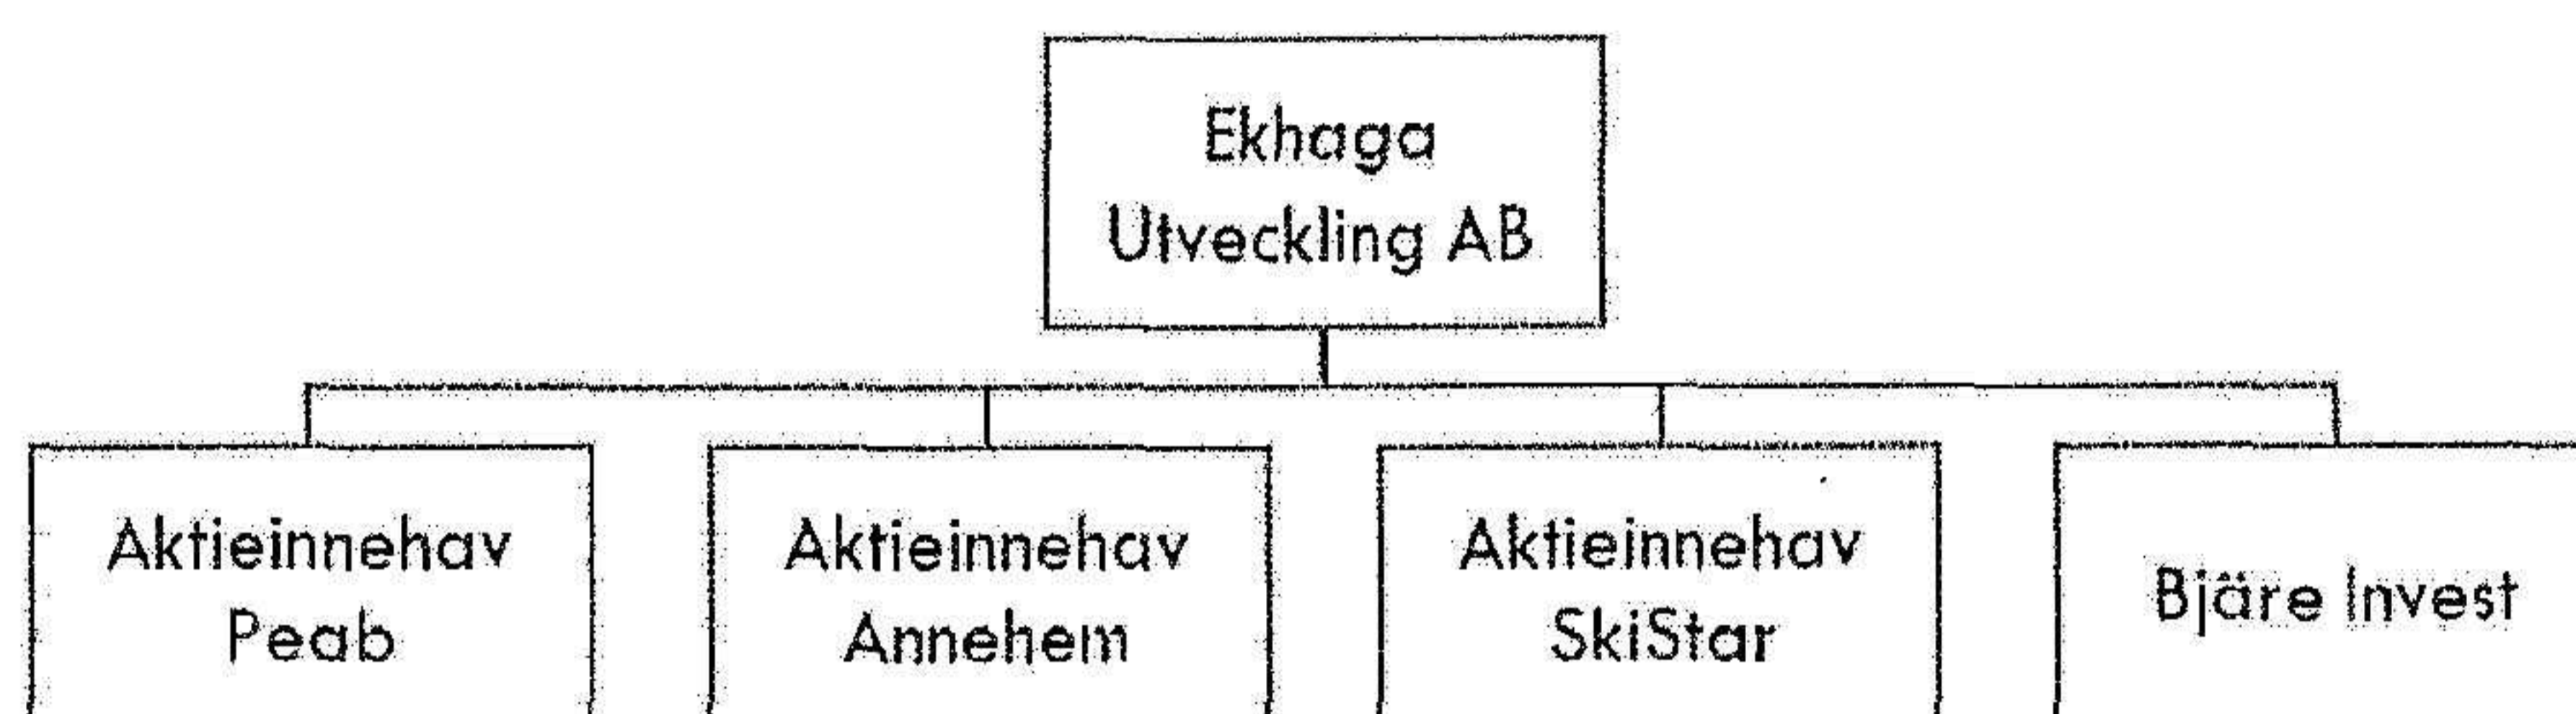 Ekhaga
Utveckling AB
Aktieinnehav
Peab
Aktieinnehav
Annehem
Aktieinnehav
SkiStar
Bjäre Invest